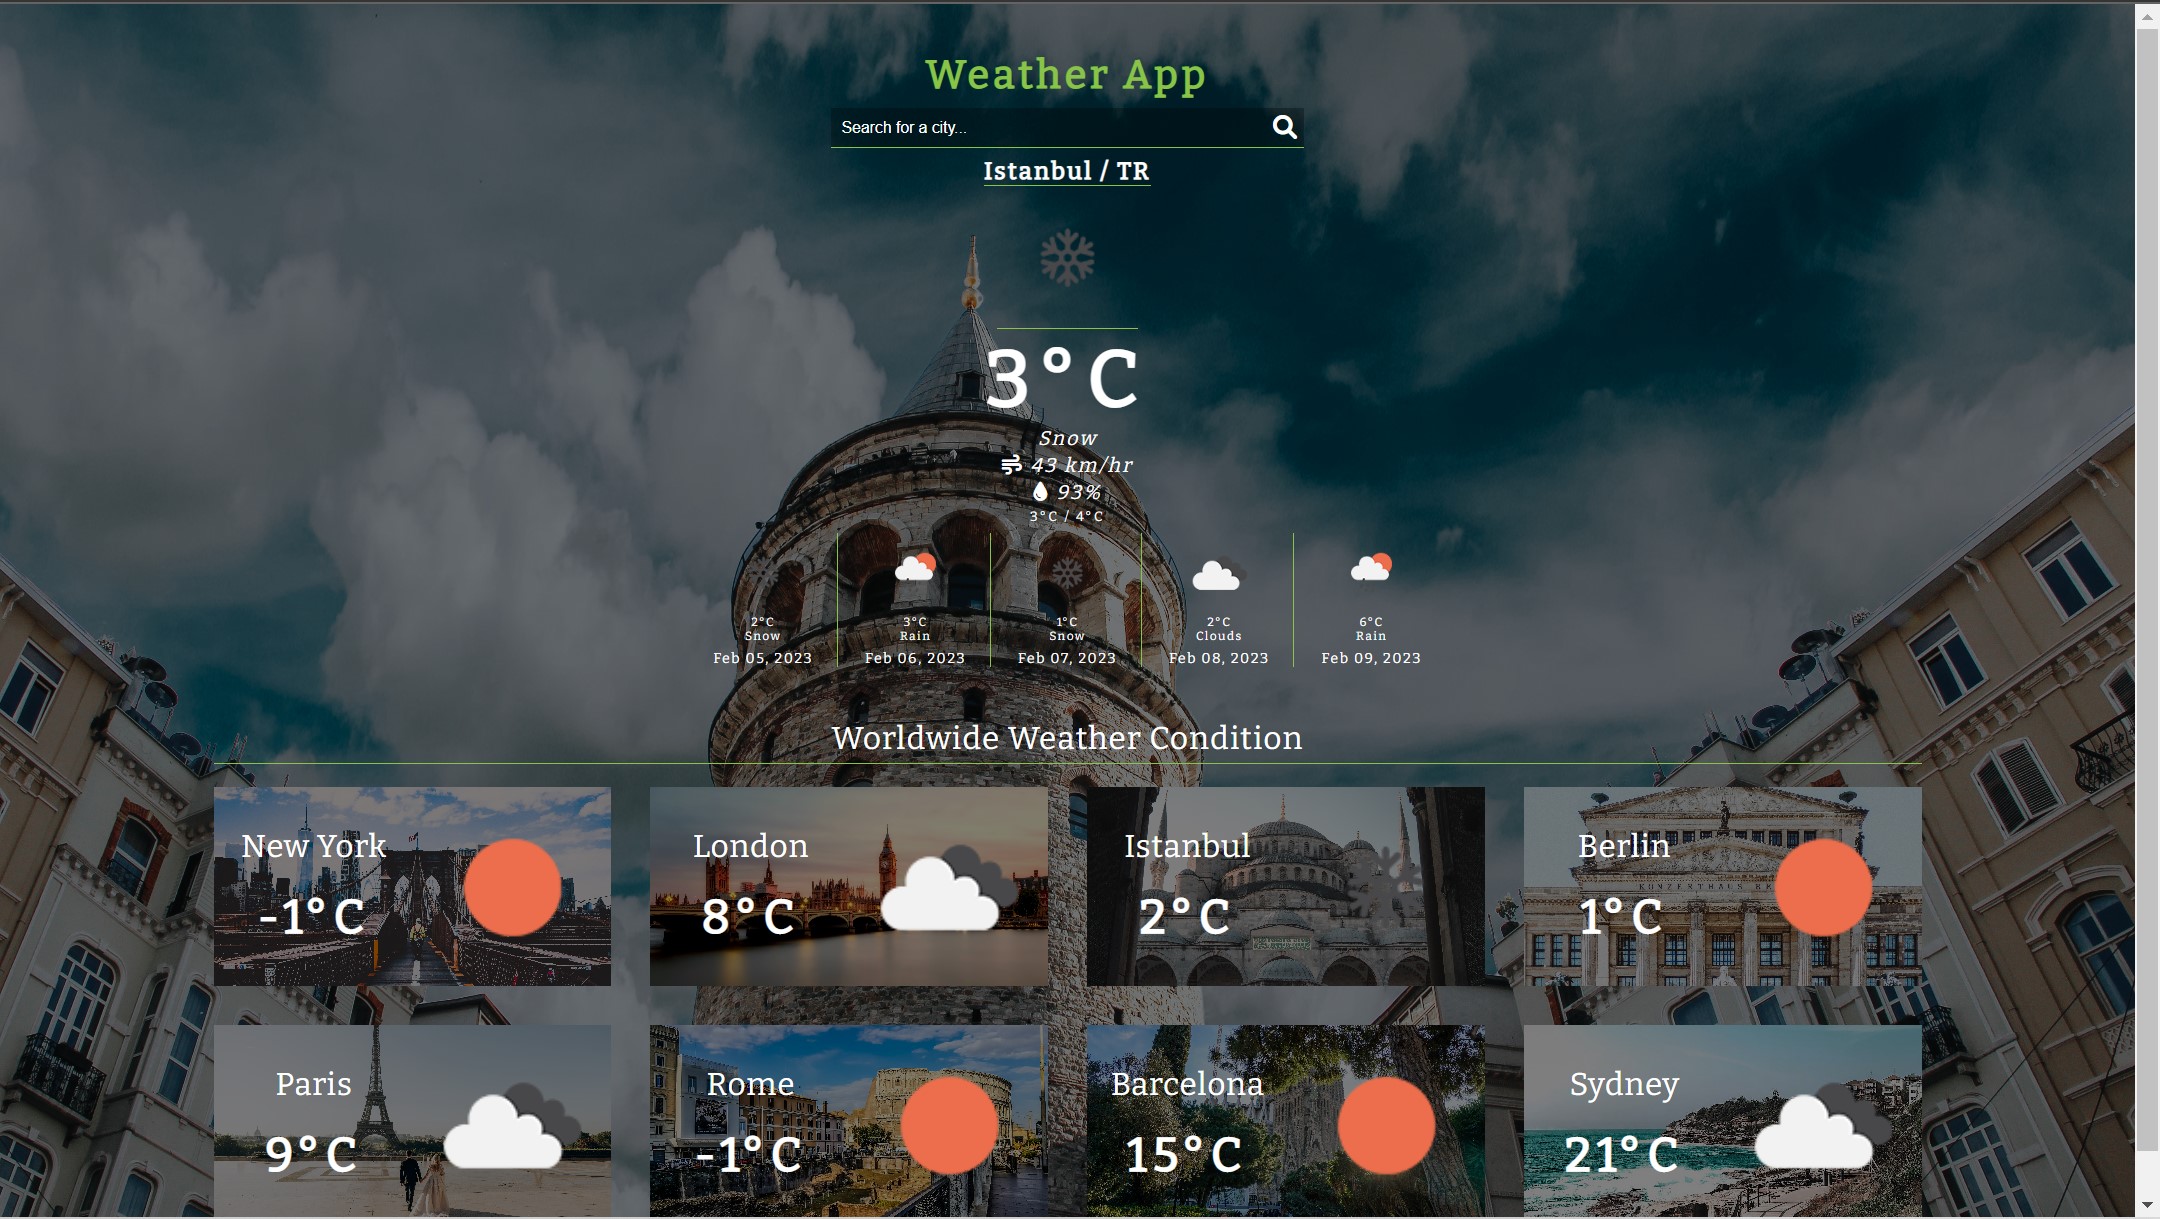 Weather App
Search for a city...
Istanbul / TR
3°C
Snow
43 km/hr
93%
3°C / 4°C
2°C
Snow
Feb 05, 2023
3°C
Rain
Feb 06, 2023
1°C
Snow
Feb 07, 2023
2°C
Clouds
Feb 08, 2023
6°C
Rain
Feb 09, 2023
Worldwide Weather Condition
New York
-1°C
London
8°C
Istanbul
2°C
Berlin
KONZERTHAUS BE
1°C
Paris
9°C
Rome
-1°C
Barcelona
15°C
Sydney
21°C